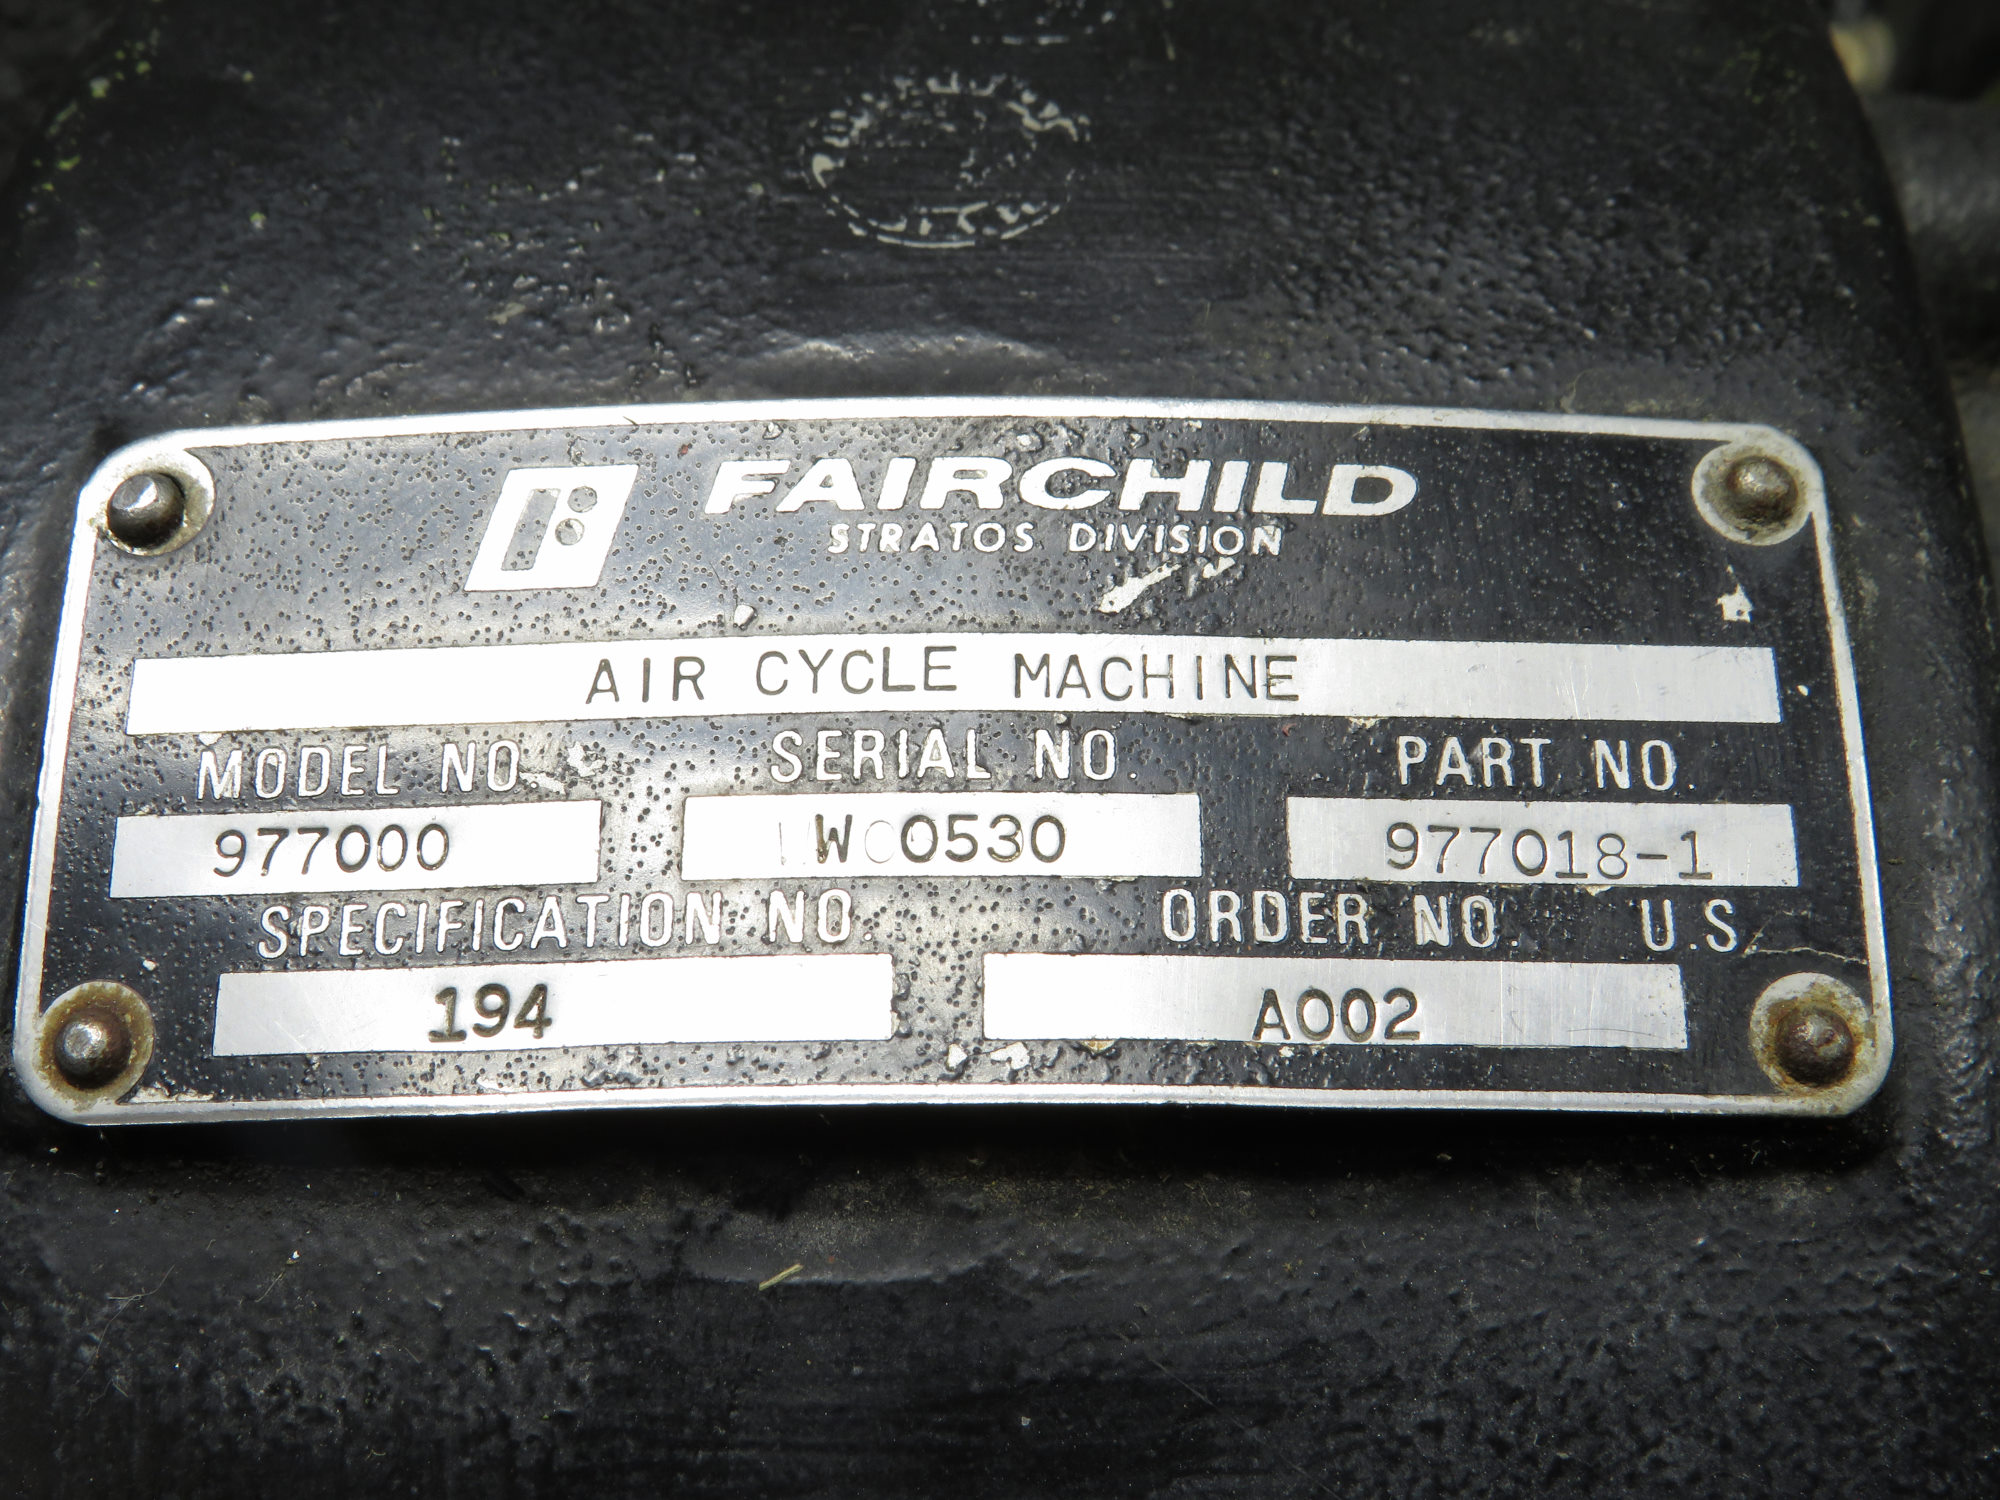 FAIRCHILD
STRATOS DIVISION
AIR CYCLE MACHINE
MODEL NO. SERIAL NO. PART NO.
977000 W00530 977018-1
SPECIFICATION NO. ORDER NO. U.S.
194 A002